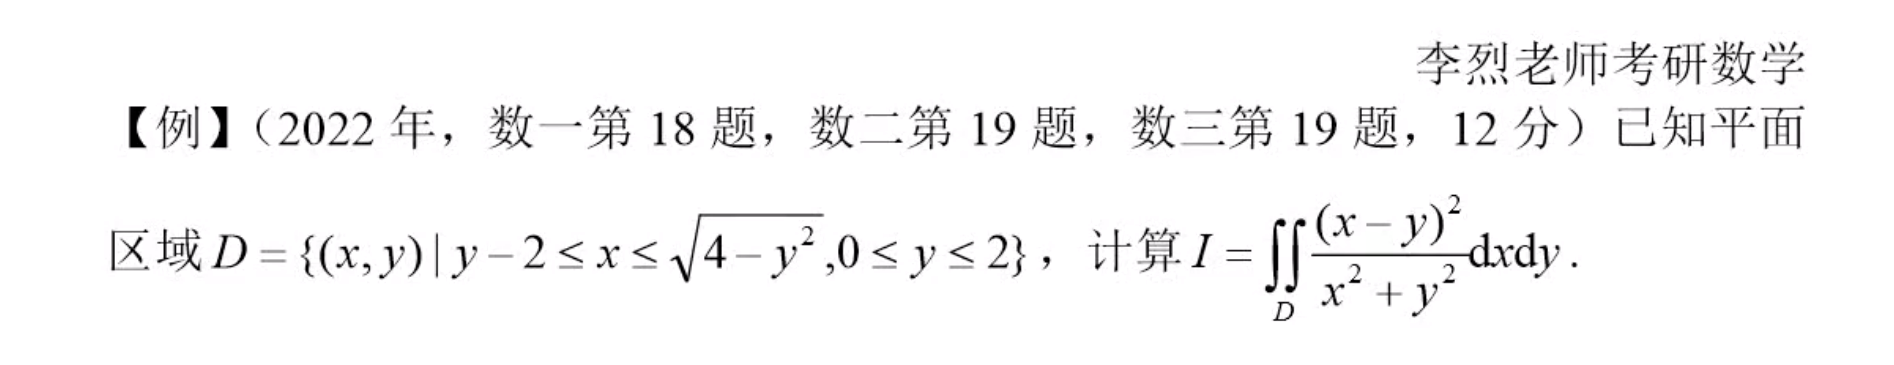 李烈老师考研数学
【例】（2022 年，数一第 18 题，数二第 19 题，数三第 19 题，12 分）已知平面
区域 D = {(x, y) | y − 2 ≤ x ≤ √(4 − y²), 0 ≤ y ≤ 2}，计算 I = ∬_D (x − y)²/(x² + y²) dxdy .